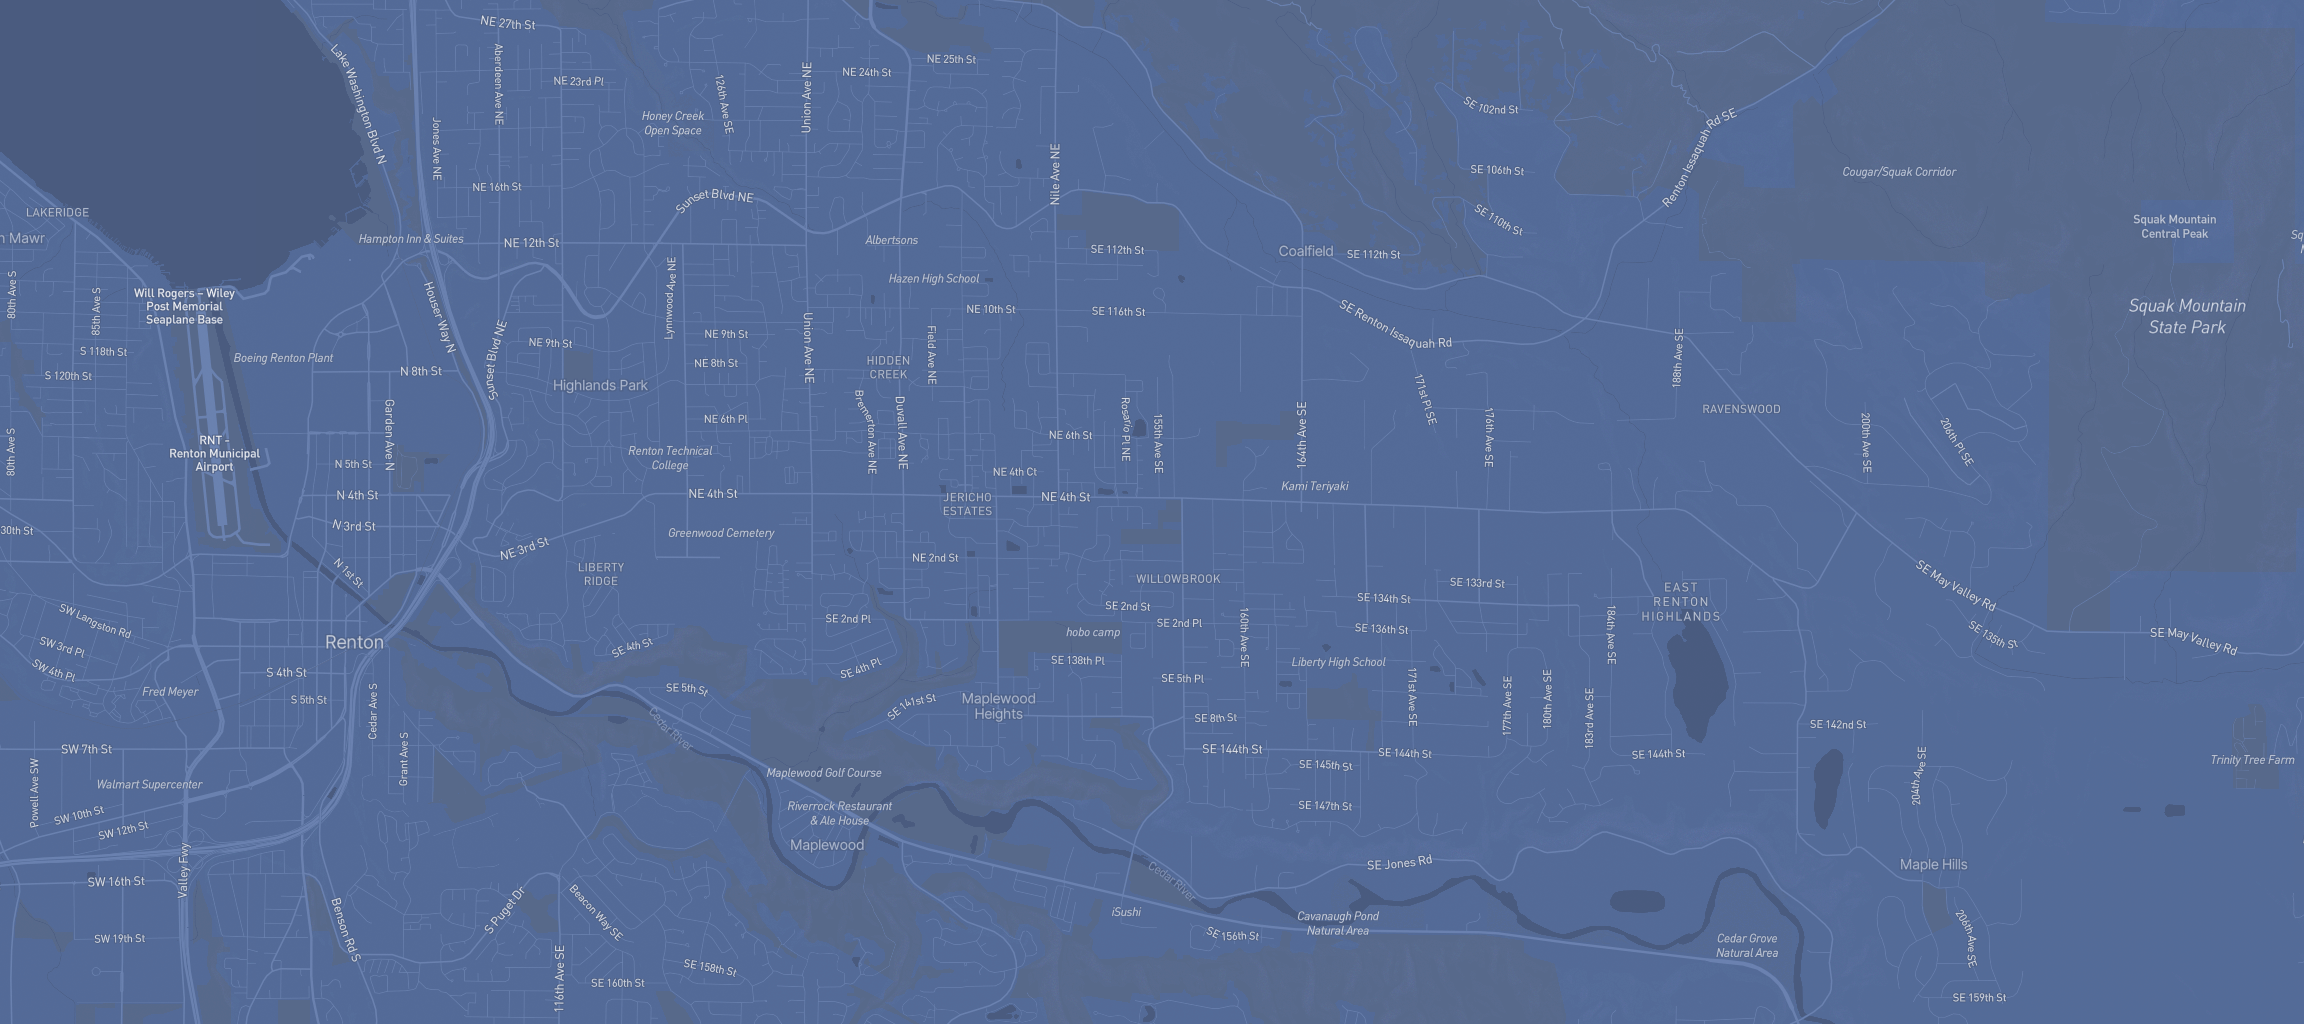 NE 27th St
Lake Washington Blvd N
Aberdeen Ave NE
NE 23rd Pl
126th Ave SE
Union Ave NE
NE 24th St
NE 25th St
Jones Ave NE
Honey Creek
Open Space
SE 102nd St
Renton Issaquah Rd SE
Nile Ave NE
SE 106th St
Cougar/Squak Corridor
NE 16th St
Sunset Blvd NE
LAKERIDGE
SE 110th St
Squak Mountain
Central Peak
n Mawr
Hampton Inn & Suites
NE 12th St
Albertsons
SE 112th St
Coalfield
SE 112th St
Sq
80th Ave S
85th Ave S
Will Rogers – Wiley
Post Memorial
Seaplane Base
Houser Way N
Lynnwood Ave NE
Hazen High School
NE 10th St
SE 116th St
SE Renton Issaquah Rd
Squak Mountain
State Park
S 118th St
Boeing Renton Plant
Sunset Blvd NE
NE 9th St
NE 9th St
Union Ave NE
Field Ave NE
188th Ave SE
S 120th St
N 8th St
NE 8th St
HIDDEN
CREEK
Highlands Park
171st Pl SE
Garden Ave N
NE 6th Pl
Bremerton Ave NE
Duvall Ave NE
Rosario Pl NE
155th Ave SE
164th Ave SE
176th Ave SE
RAVENSWOOD
200th Ave SE
206th Pl SE
80th Ave S
RNT -
Renton Municipal
Airport
NE 6th St
N 5th St
Renton Technical
College
NE 4th Ct
N 4th St
NE 4th St
JERICHO
ESTATES
NE 4th St
Kami Teriyaki
30th St
N 3rd St
NE 3rd St
Greenwood Cemetery
NE 2nd St
N 1st St
LIBERTY
RIDGE
WILLOWBROOK
SE 133rd St
SE 134th St
EAST
RENTON
HIGHLANDS
SE May Valley Rd
SW Langston Rd
SE 2nd Pl
SE 2nd St
SE 2nd Pl
160th Ave SE
SE 136th St
184th Ave SE
SE 135th St
SE May Valley Rd
SW 3rd Pl
Renton
SE 4th St
hobo camp
SW 4th Pl
S 4th St
SE 4th Pl
SE 138th Pl
Liberty High School
Fred Meyer
S 5th St
Cedar Ave S
SE 5th St
SE 141st St
Maplewood
Heights
SE 5th Pl
171st Ave SE
177th Ave SE
180th Ave SE
183rd Ave SE
Cedar River
SE 8th St
SE 142nd St
SW 7th St
Grant Ave S
SE 144th St
SE 144th St
SE 144th St
Powell Ave SW
Walmart Supercenter
Maplewood Golf Course
SE 145th St
204th Ave SE
Trinity Tree Farm
SW 10th St
Riverrock Restaurant
& Ale House
SE 147th St
SW 12th St
Maplewood
Valley Fwy
SE Jones Rd
Maple Hills
SW 16th St
Cedar River
S Puget Dr
Beacon Way SE
Benson Rd S
iSushi
Cavanaugh Pond
Natural Area
SW 19th St
SE 156th St
Cedar Grove
Natural Area
206th Ave SE
116th Ave SE
SE 158th St
SE 160th St
SE 159th St